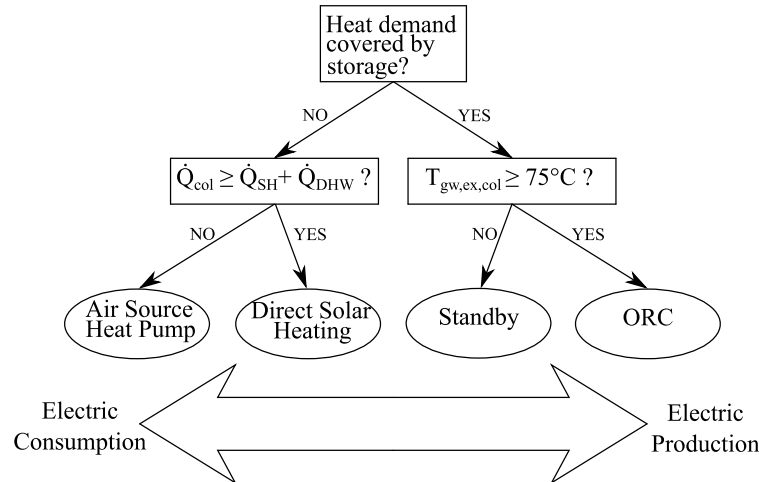 Heat demand
covered by
storage?
NO
YES
Q̇col ≥ Q̇SH + Q̇DHW ?
Tgw,ex,col ≥ 75°C ?
NO
YES
NO
YES
Air Source
Heat Pump
Direct Solar
Heating
Standby
ORC
Electric
Consumption
Electric
Production